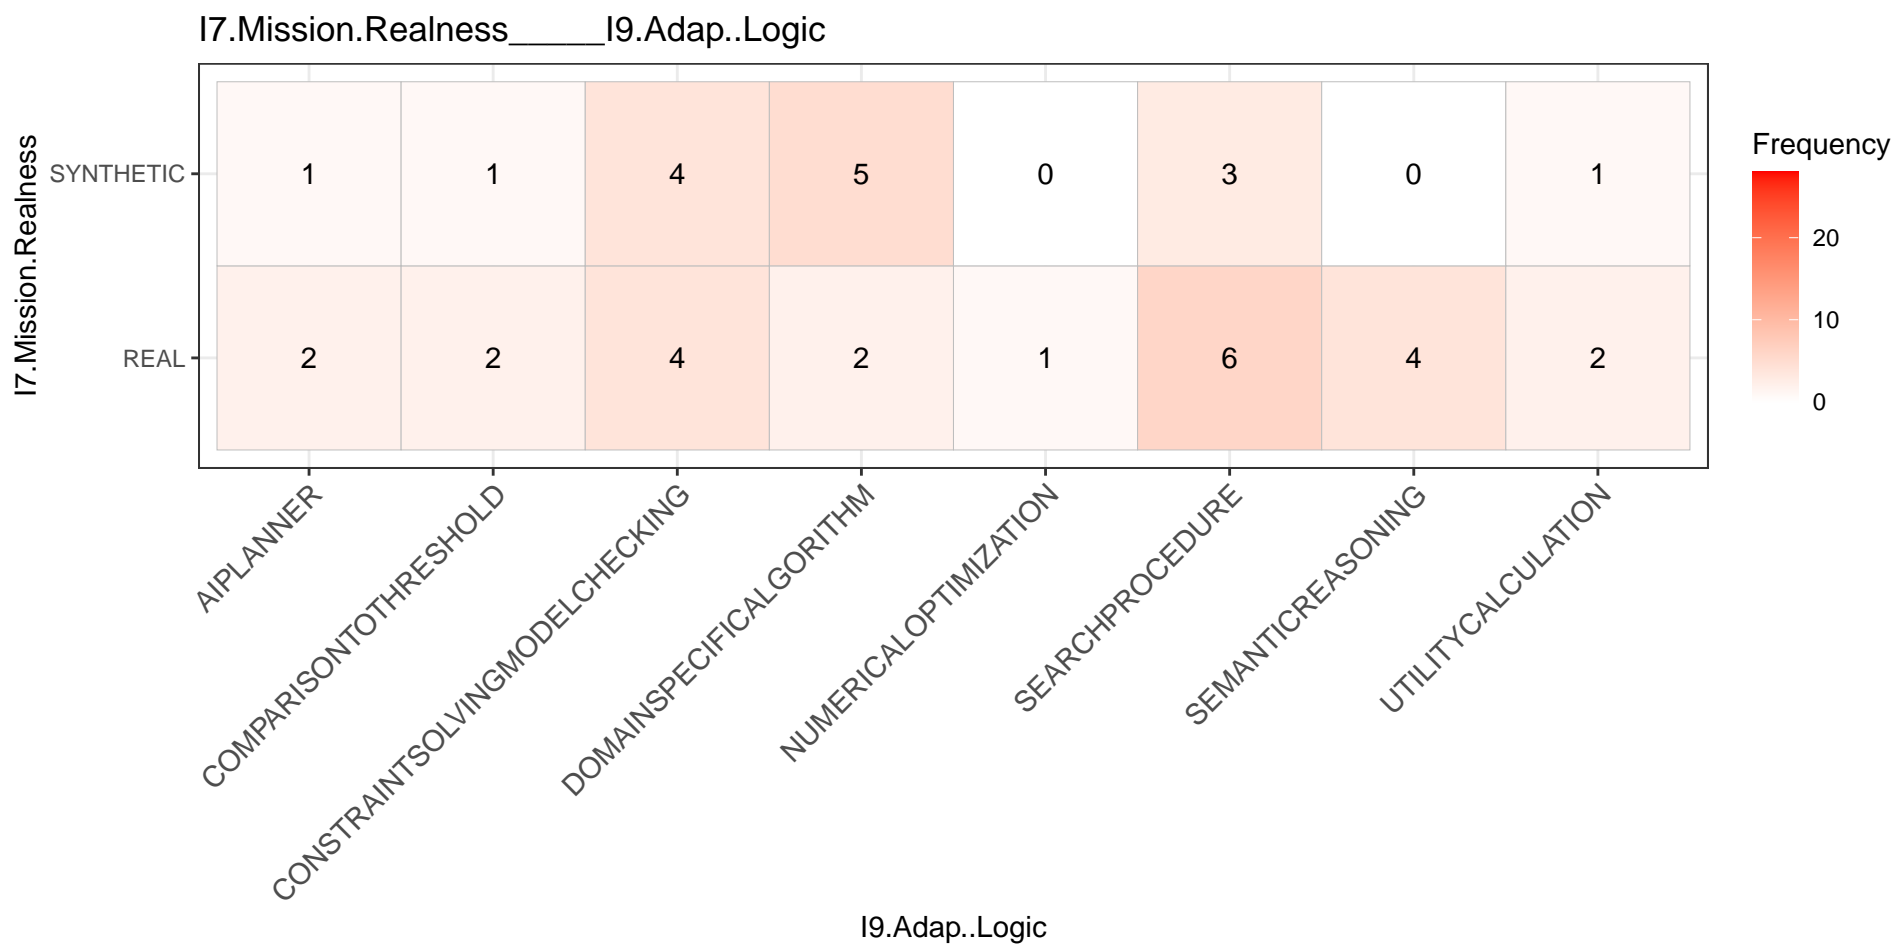 I7.Mission.Realness_____I9.Adap..Logic
I7.Mission.Realness
SYNTHETIC
1 1 4 5 0 3 0 1
REAL
2 2 4 2 1 6 4 2
AIPLANNER
COMPARISONTOTHRESHOLD
CONSTRAINTSOLVINGMODELCHECKING
DOMAINSPECIFICALGORITHM
NUMERICALOPTIMIZATION
SEARCHPROCEDURE
SEMANTICREASONING
UTILITYCALCULATION
I9.Adap..Logic
Frequency
20
10
0